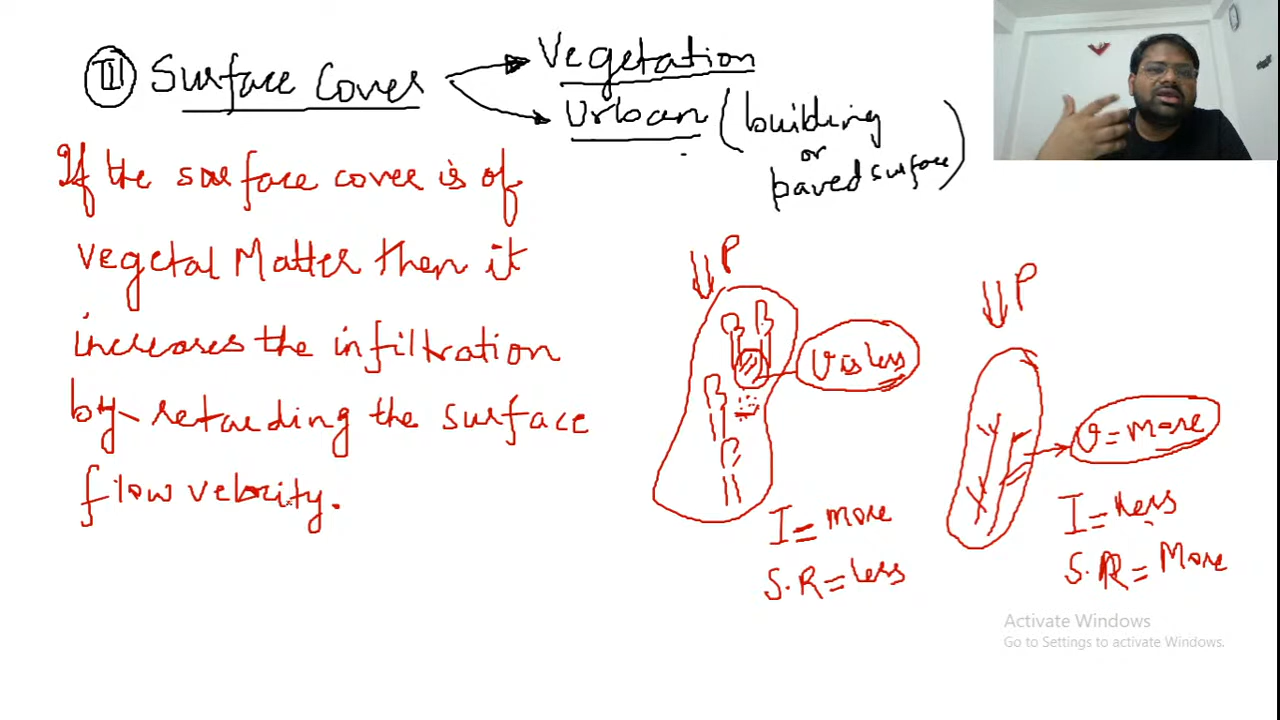 II Surface Cover
Vegetation
Urban (building
or
paved surface)
If the surface cover is of
vegetal Matter then it
increases the infiltration
by retarding the surface
flow velocity.
P
V is less
I = more
S.R = less
P
V = more
I = less
S.R = More
Activate Windows
Go to Settings to activate Windows.